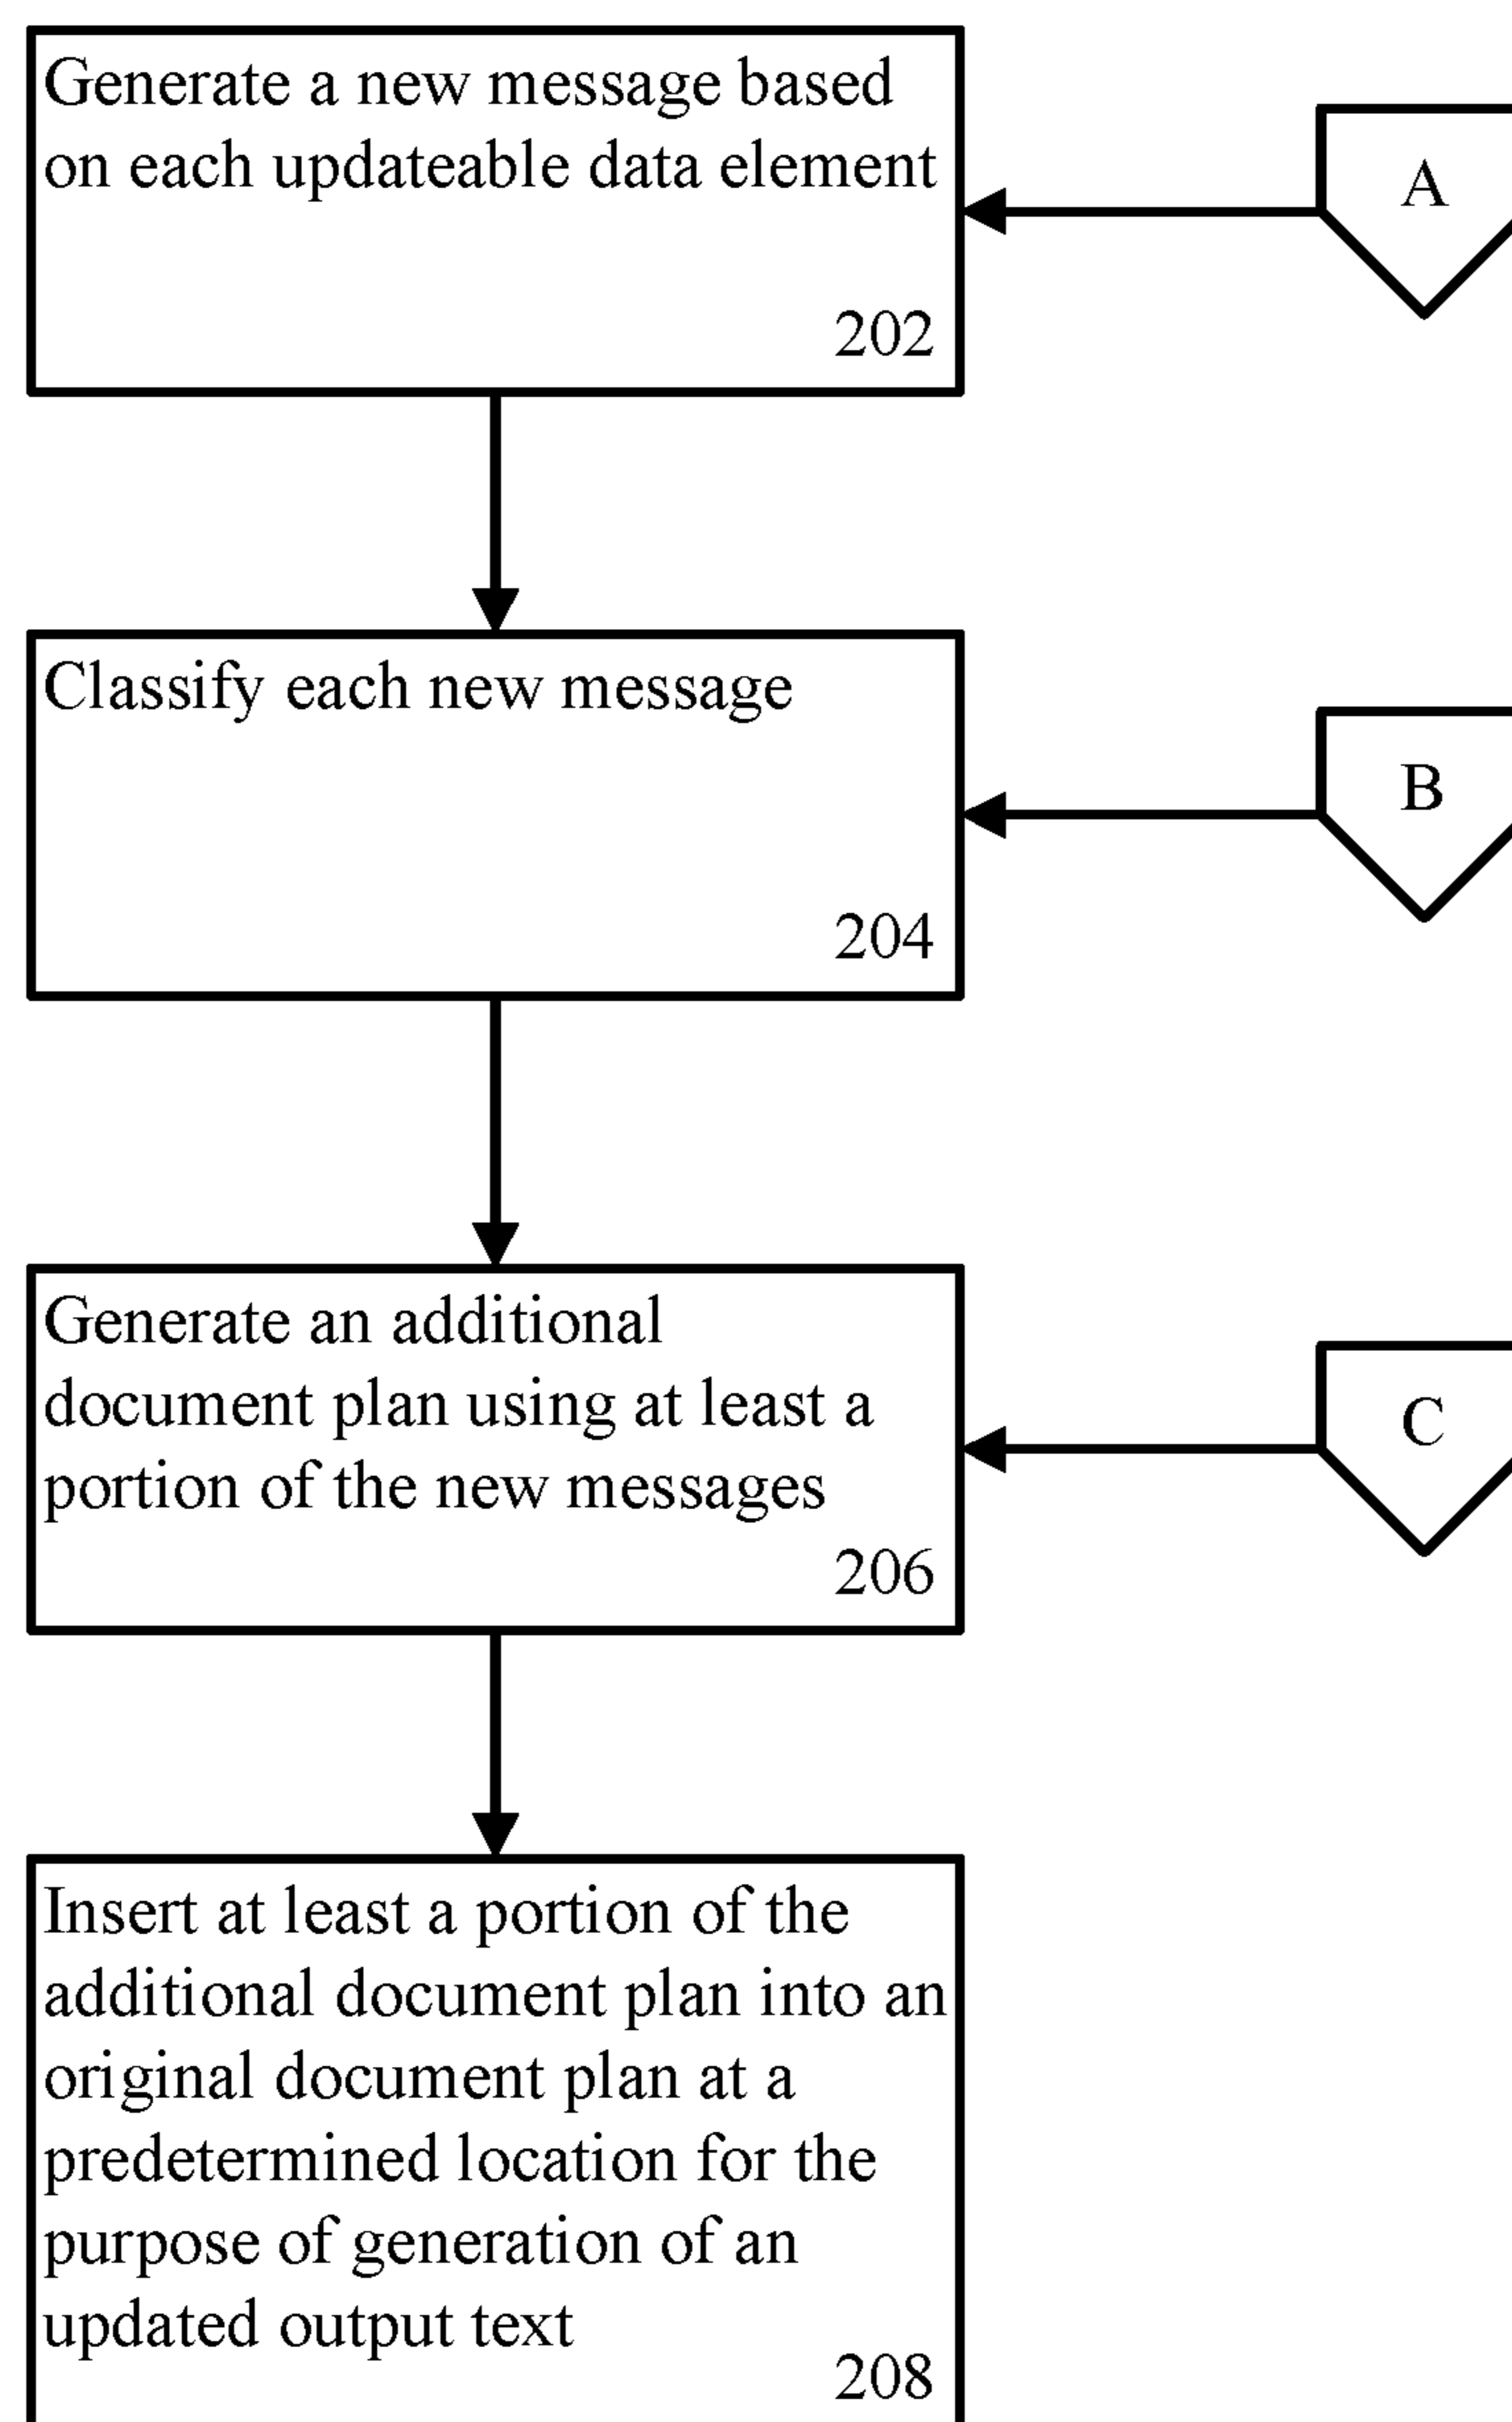 Generate a new message based
on each updateable data element
202
A
Classify each new message
204
B
Generate an additional
document plan using at least a
portion of the new messages
206
C
Insert at least a portion of the
additional document plan into an
original document plan at a
predetermined location for the
purpose of generation of an
updated output text
208